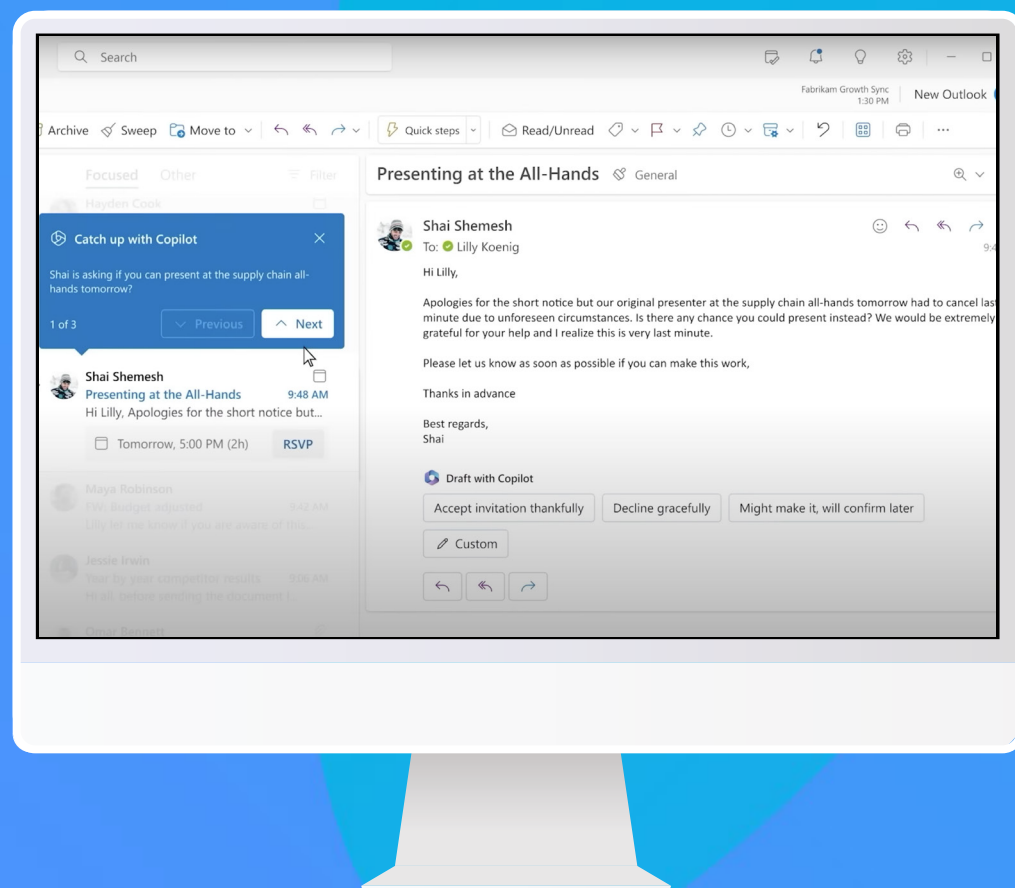 Search
Fabrikam Growth Sync
1:30 PM
New Outlook
Archive
Sweep
Move to
Quick steps
Read/Unread
Focused
Other
Filter
Hayden Cook
Catch up with Copilot
Shai is asking if you can present at the supply chain all-
hands tomorrow?
1 of 3
Previous
Next
Shai Shemesh
Presenting at the All-Hands 9:48 AM
Hi Lilly, Apologies for the short notice but...
Tomorrow, 5:00 PM (2h)
RSVP
Maya Robinson
FW: Budget adjusted 9:42 AM
Lilly let me know if you are aware of this...
Jessie Irwin
Year by year competitor results 9:06 AM
Hi all, before sending the document I
Omar Bennett
Presenting at the All-Hands
General
Shai Shemesh
To: Lilly Koenig
9:4
Hi Lilly,
Apologies for the short notice but our original presenter at the supply chain all-hands tomorrow had to cancel last
minute due to unforeseen circumstances. Is there any chance you could present instead? We would be extremely
grateful for your help and I realize this is very last minute.
Please let us know as soon as possible if you can make this work,
Thanks in advance
Best regards,
Shai
Draft with Copilot
Accept invitation thankfully
Decline gracefully
Might make it, will confirm later
Custom